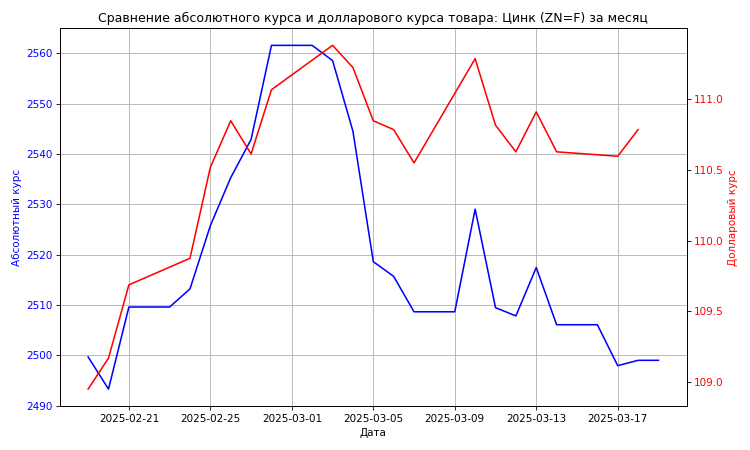 Сравнение абсолютного курса и долларового курса товара: Цинк (ZN=F) за месяц
2560
2550
2540
2530
2520
2510
2500
2490
Абсолютный курс
111.0
110.5
110.0
109.5
109.0
Долларовый курс
2025-02-21 2025-02-25 2025-03-01 2025-03-05 2025-03-09 2025-03-13 2025-03-17
Дата